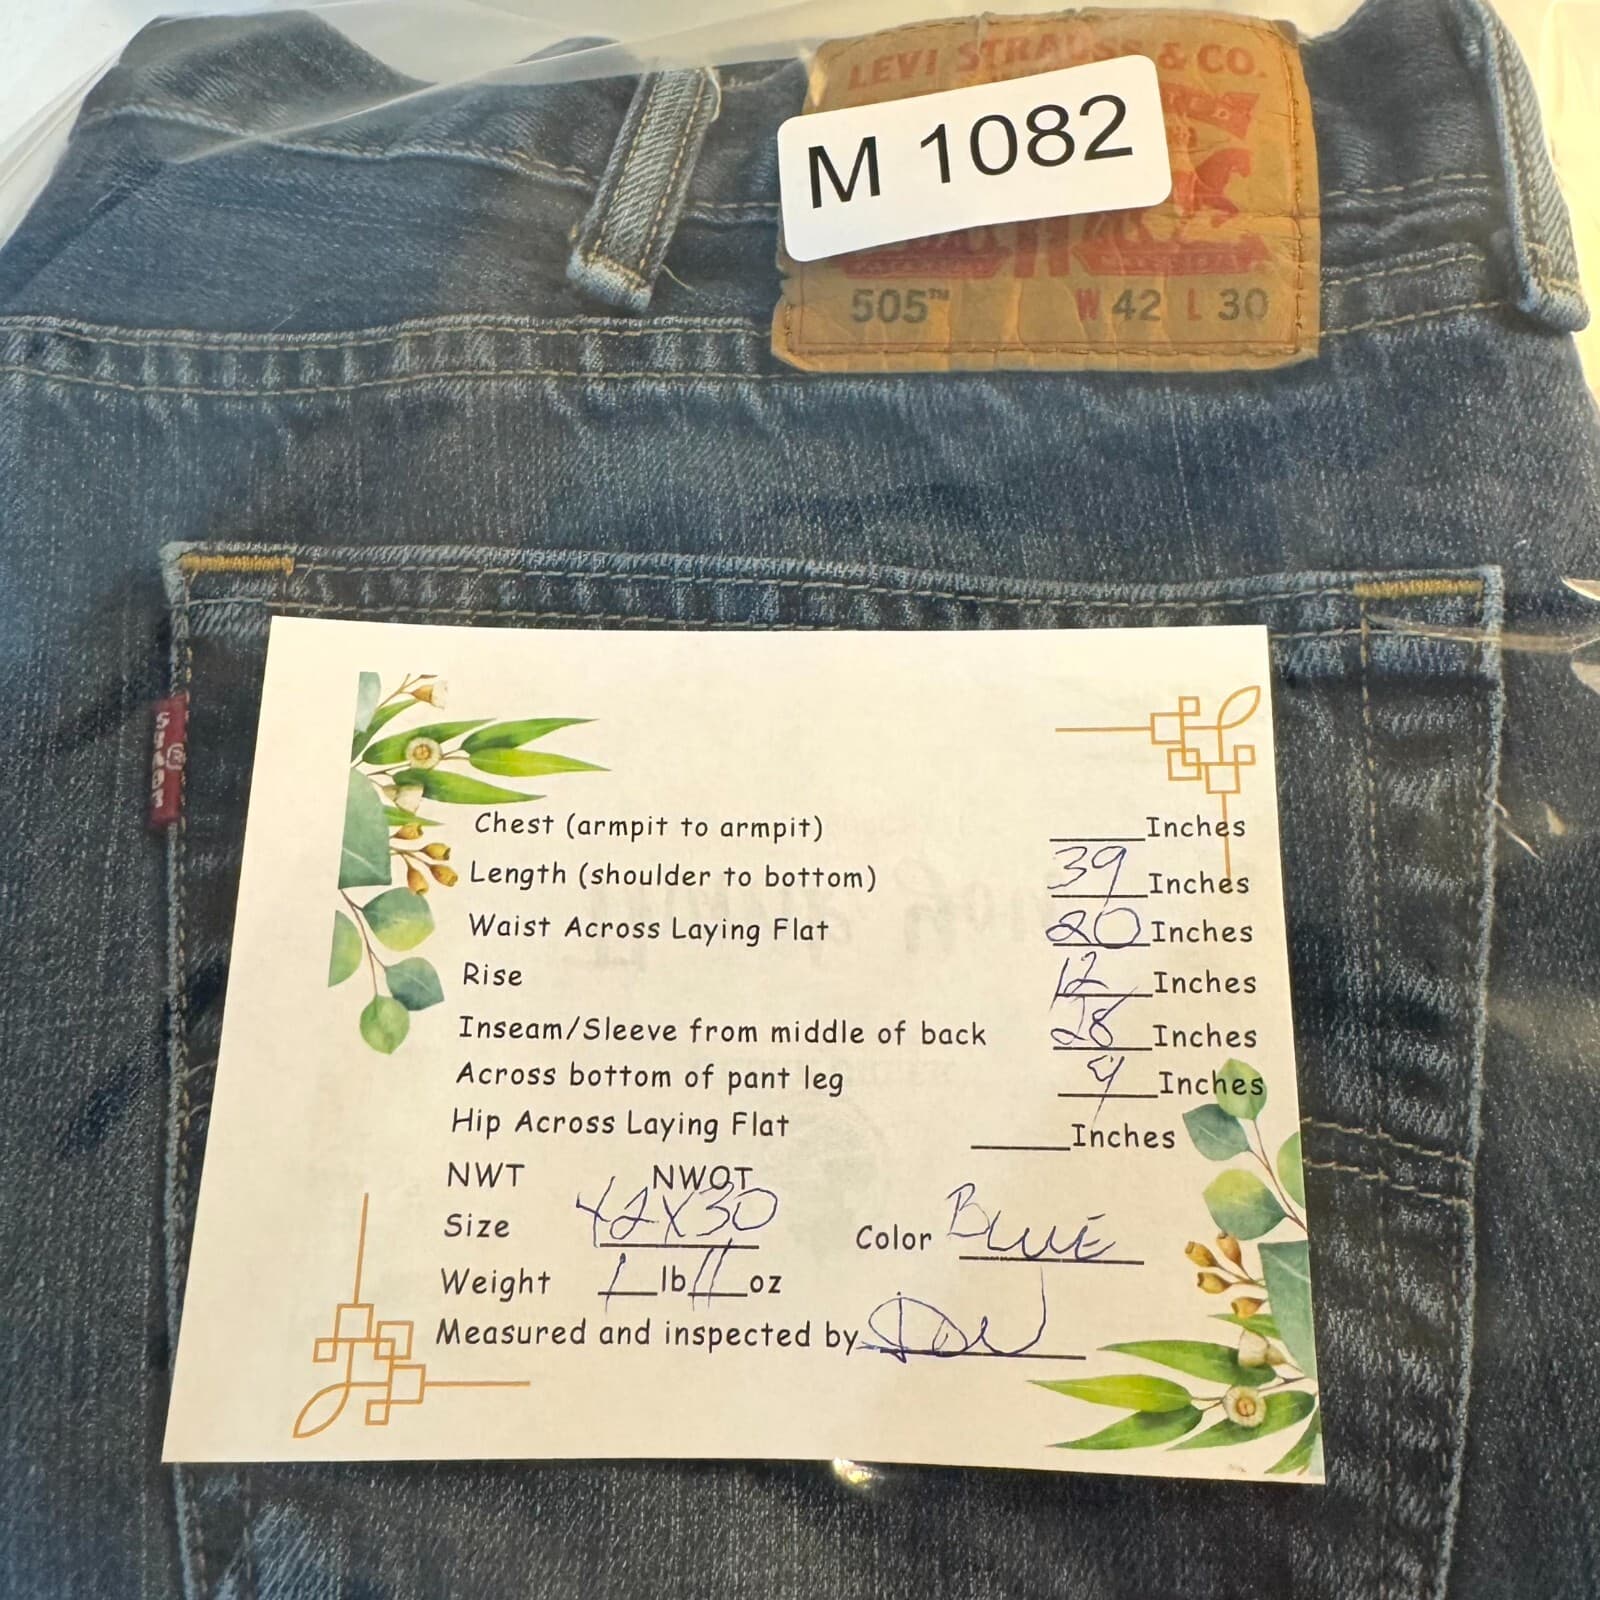 LEVI STRAUSS & CO.
M 1082
505™ W 42 L 30
LEVI'S ®
Chest (armpit to armpit) ______Inches
Length (shoulder to bottom) 39 Inches
Waist Across Laying Flat 20 Inches
Rise 12 Inches
Inseam/Sleeve from middle of back 28 Inches
Across bottom of pant leg 9 Inches
Hip Across Laying Flat ______Inches
NWT NWOT
Size 42X30 Color BLUE
Weight 1 lb 11 oz
Measured and inspected by